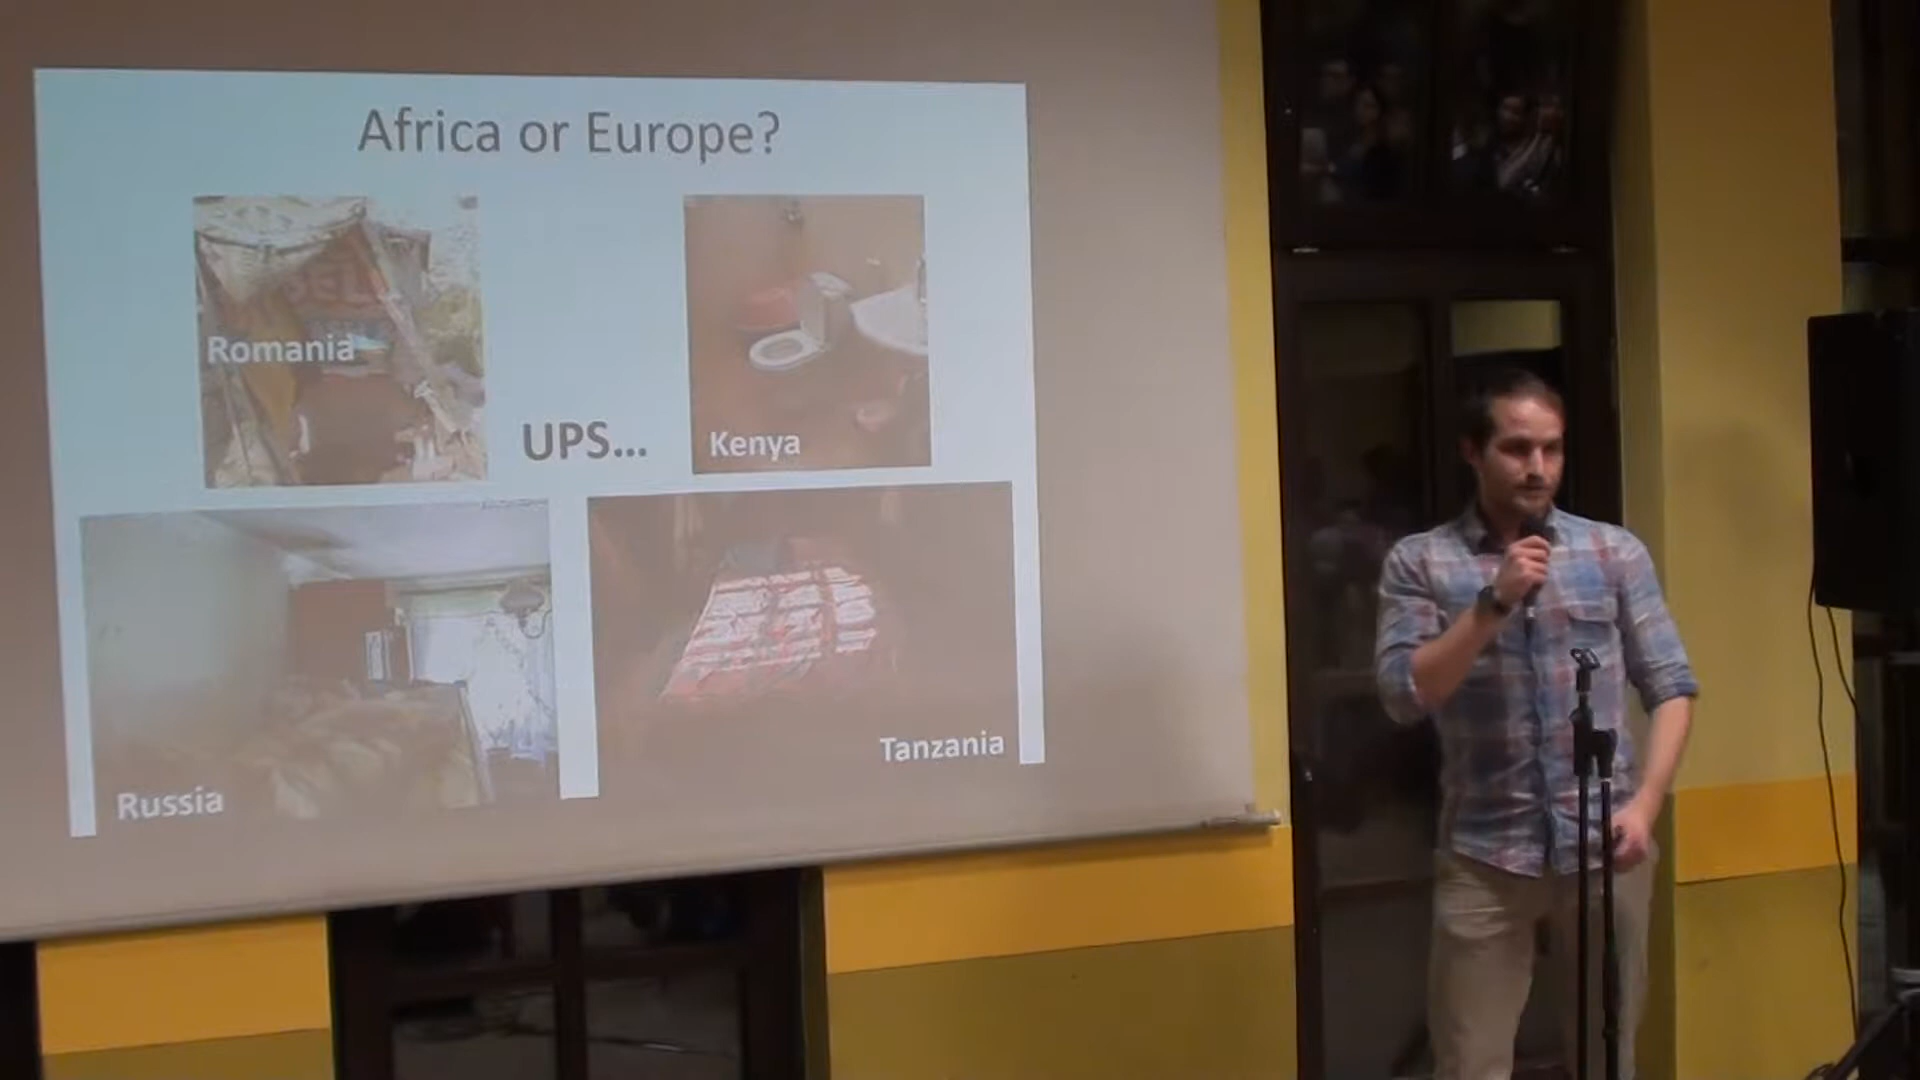 Africa or Europe?
Romania
UPS...
Kenya
Russia
Tanzania